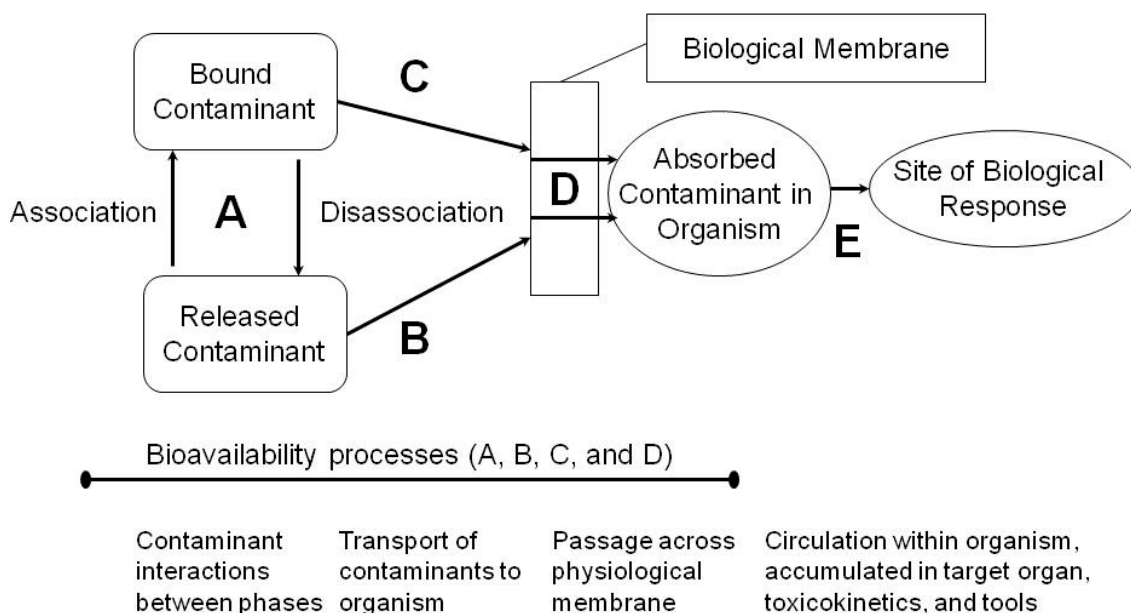 Biological Membrane
Bound
Contaminant
C
Association
A
Disassociation
D
Absorbed
Contaminant in
Organism
Site of Biological
Response
E
Released
Contaminant
B
Bioavailability processes (A, B, C, and D)
Contaminant
interactions
between phases
Transport of
contaminants to
organism
Passage across
physiological
membrane
Circulation within organism,
accumulated in target organ,
toxicokinetics, and tools